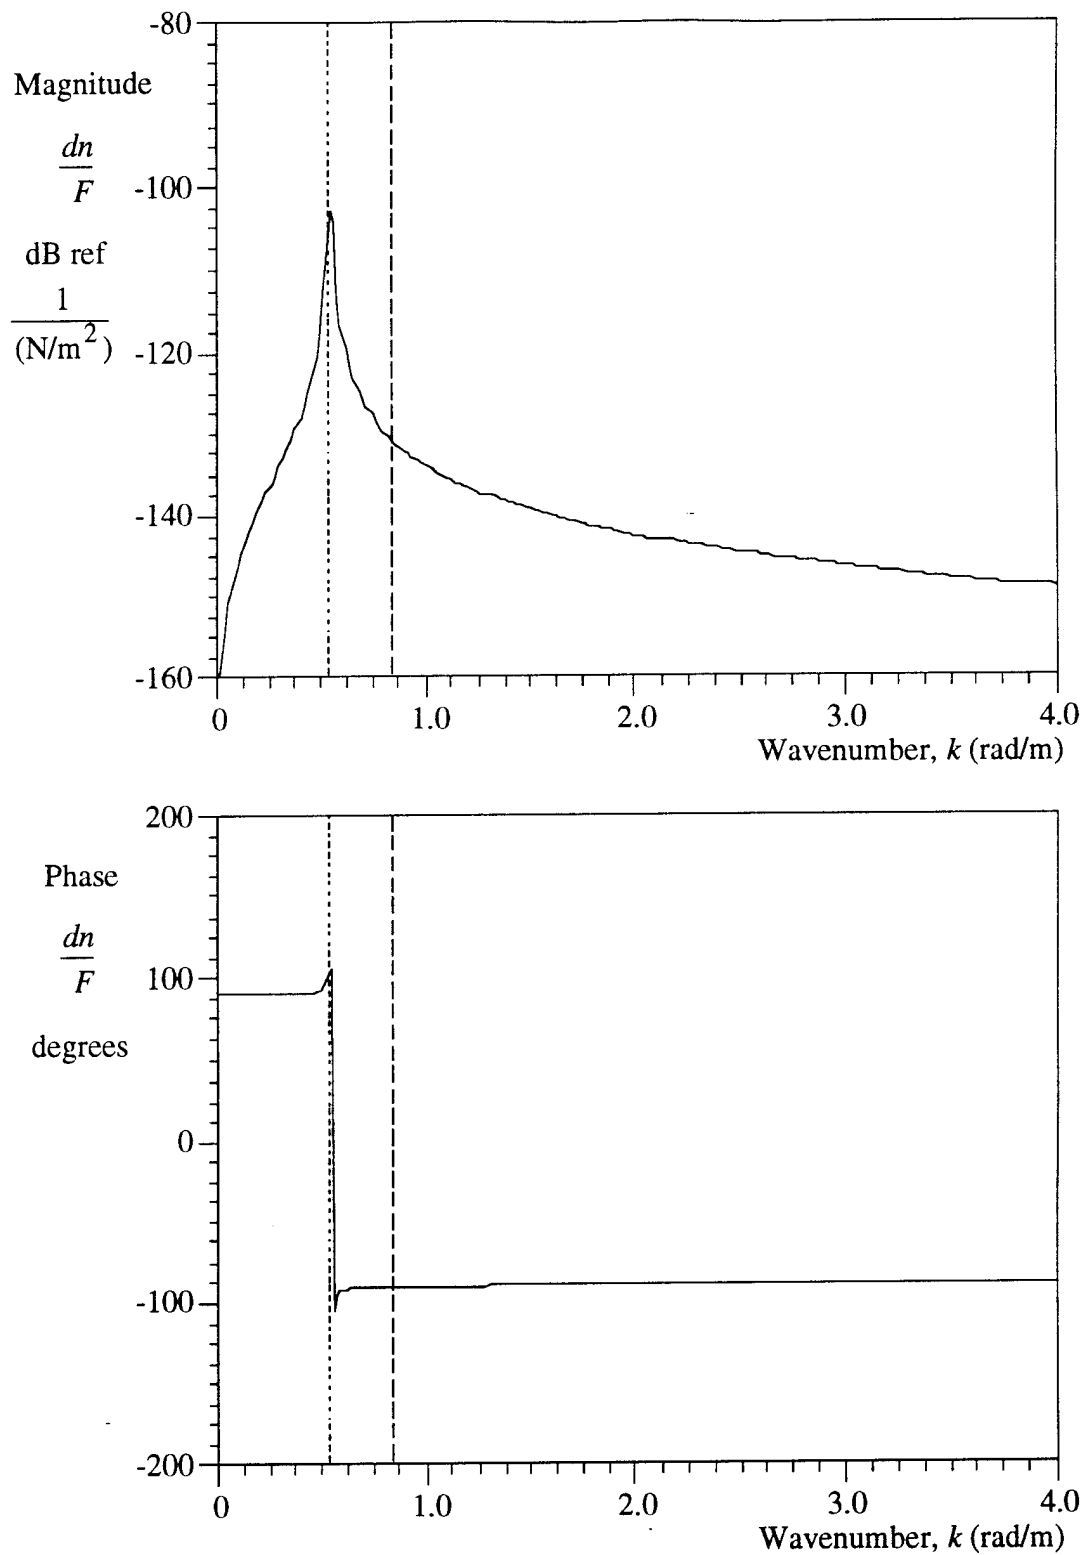 -80
Magnitude
dn
F
-100
dB ref
1
(N/m2)
-120
-140
-160
0 1.0 2.0 3.0 4.0
Wavenumber, k (rad/m)
200
Phase
dn
F
100
degrees
0
-100
-200
0 1.0 2.0 3.0 4.0
Wavenumber, k (rad/m)